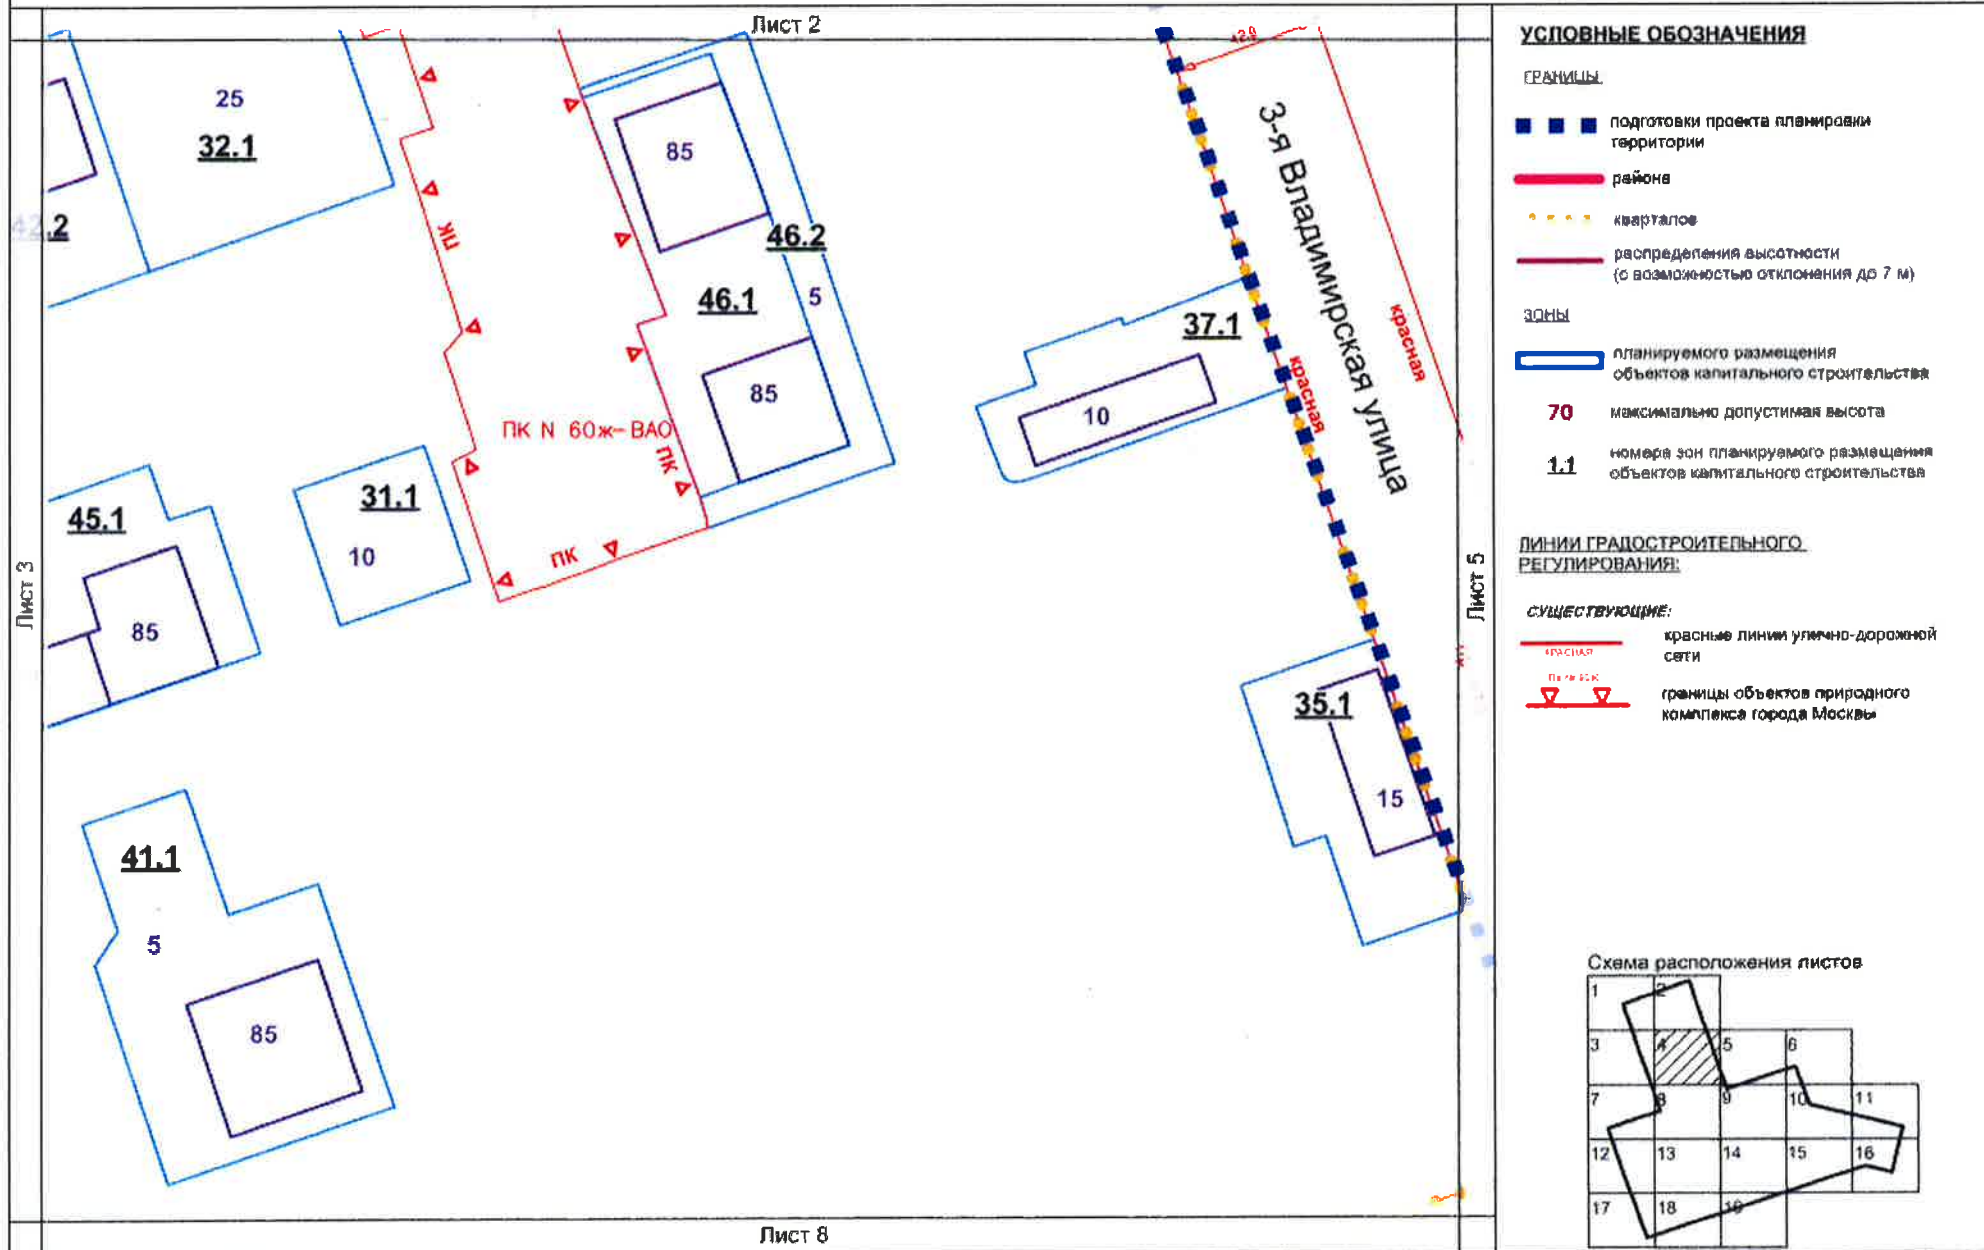 Лист 2
42.0
25
32.1
42.2
ПК
85
46.2
46.1
5
85
ПК N 60ж-ВАО
ПК
ПК
3-я Владимирская улица
красная
красная
37.1
10
45.1
85
31.1
10
35.1
15
41.1
5
85
Лист 3
Лист 5
Лист 8
УСЛОВНЫЕ ОБОЗНАЧЕНИЯ
ГРАНИЦЫ
подготовки проекта планировки
территории
района
кварталов
распределения высотности
(с возможностью отклонения до 7 м)
ЗОНЫ
планируемого размещения
объектов капитального строительства
70
максимально допустимая высота
1.1
номера зон планируемого размещения
объектов капитального строительства
ЛИНИИ ГРАДОСТРОИТЕЛЬНОГО
РЕГУЛИРОВАНИЯ:
СУЩЕСТВУЮЩИЕ:
красные линии улично-дорожной
сети
КРАСНАЯ
границы объектов природного
комплекса города Москвы
Схема расположения листов
1 2
3 4 5 6
7 8 9 10 11
12 13 14 15 16
17 18 19